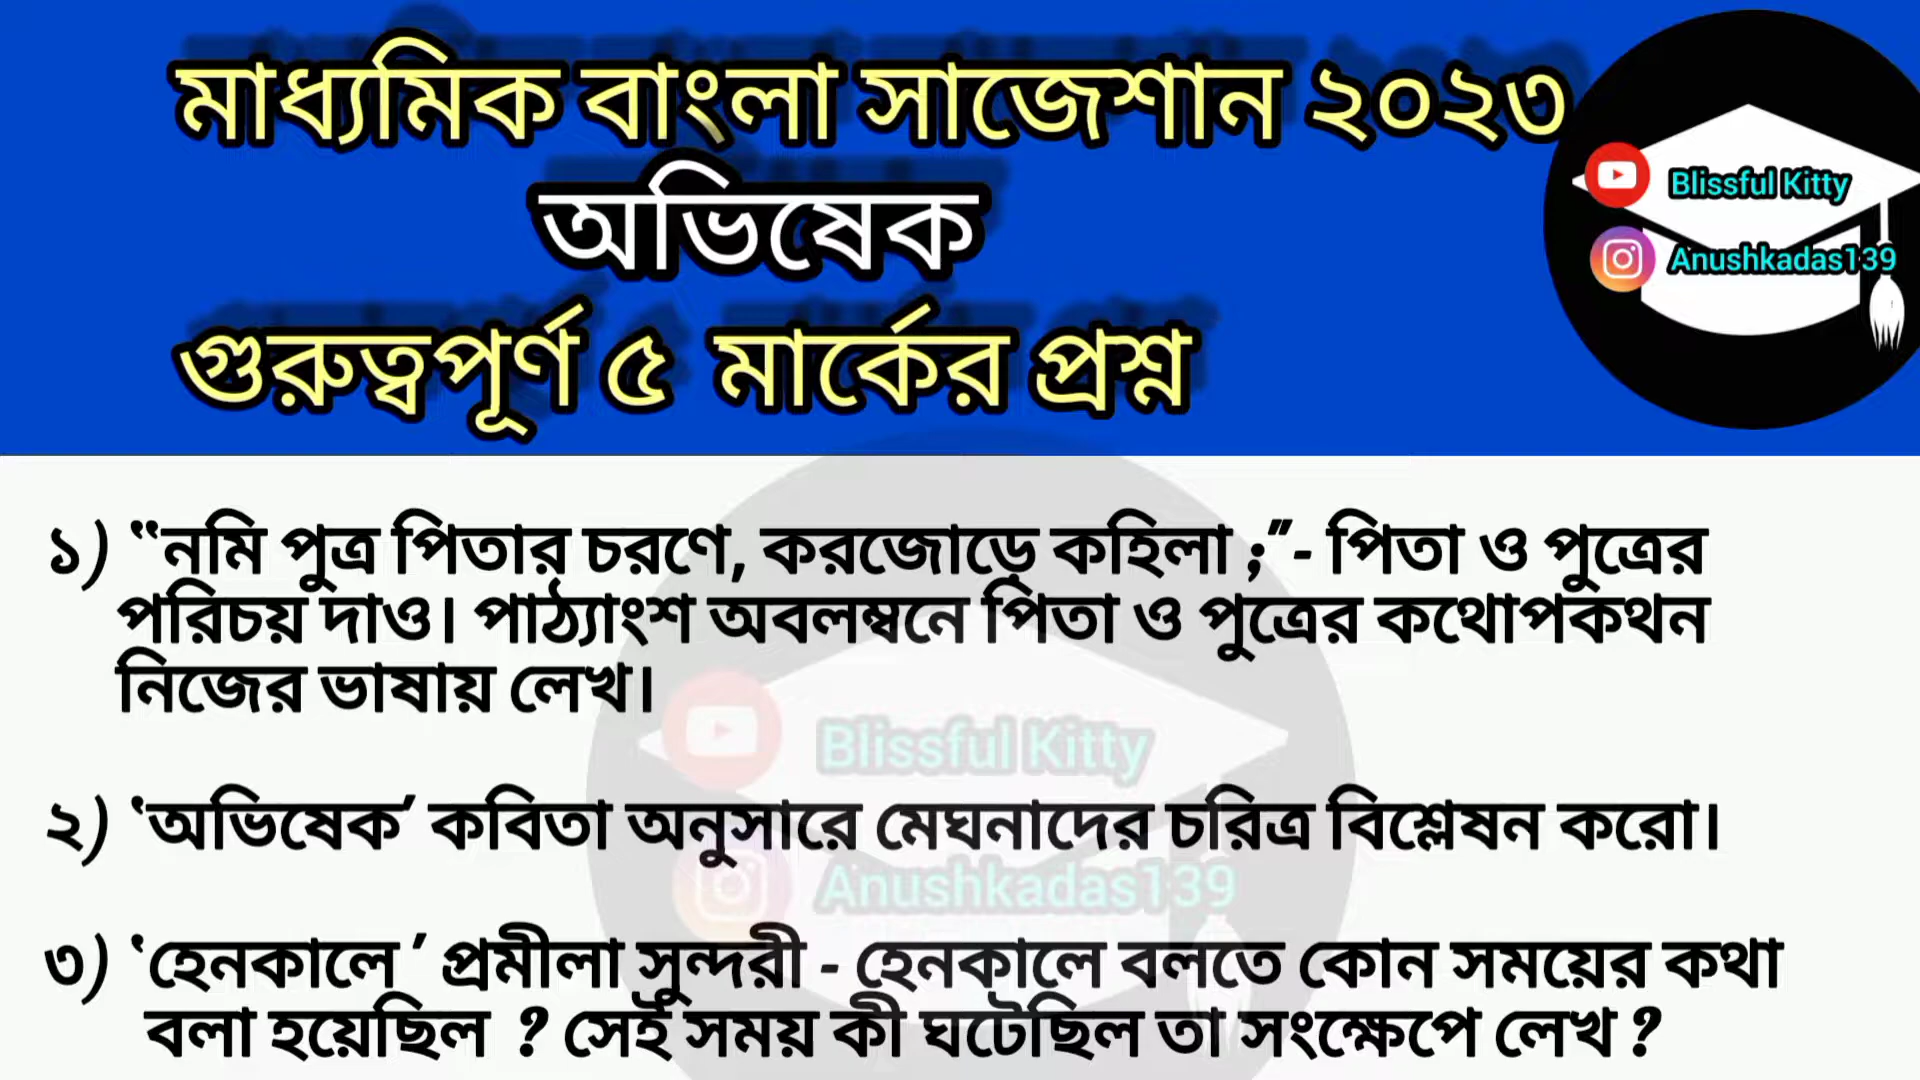 মাধ্যমিক বাংলা সাজেশান ২০২৩
অভিষেক
গুরুত্বপূর্ণ ৫ মার্কের প্রশ্ন
Blissful Kitty
Anushkadas139
১) “নমি পুত্র পিতার চরণে, করজোড়ে কহিলা ;”- পিতা ও পুত্রের
পরিচয় দাও। পাঠ্যাংশ অবলম্বনে পিতা ও পুত্রের কথোপকথন
নিজের ভাষায় লেখ।
Blissful Kitty
২) ‘অভিষেক’ কবিতা অনুসারে মেঘনাদের চরিত্র বিশ্লেষন করো।
Anushkadas139
৩) ‘হেনকালে ’ প্রমীলা সুন্দরী - হেনকালে বলতে কোন সময়ের কথা
বলা হয়েছিল ? সেই সময় কী ঘটেছিল তা সংক্ষেপে লেখ ?